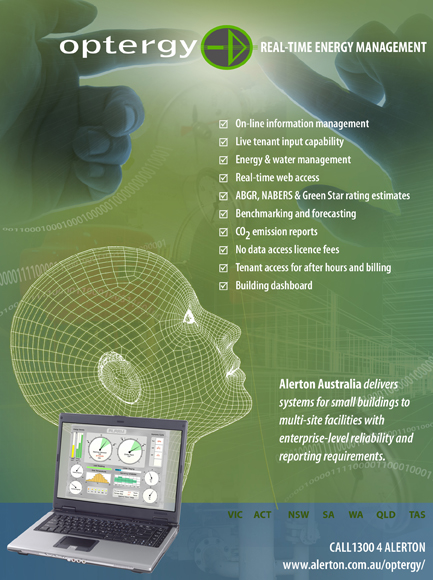 optergy REAL-TIME ENERGY MANAGEMENT
On-line information management
Live tenant input capability
Energy & water management
Real-time web access
ABGR, NABERS & Green Star rating estimates
Benchmarking and forecasting
CO2 emission reports
No data access licence fees
Tenant access for after hours and billing
Building dashboard
Alerton Australia delivers
systems for small buildings to
multi-site facilities with
enterprise-level reliability and
reporting requirements.
VIC ACT NSW SA WA QLD TAS
CALL1300 4 ALERTON
www.alerton.com.au/optergy/